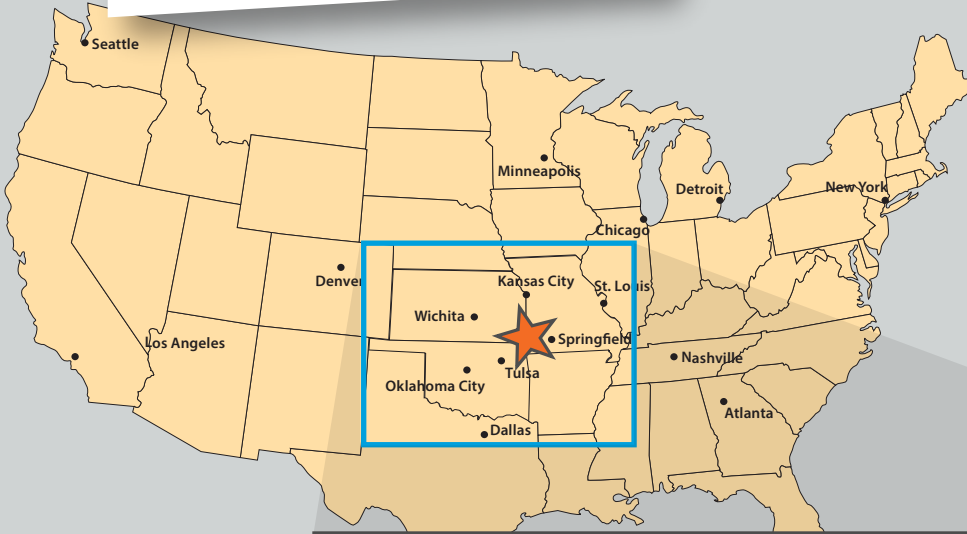 Seattle
Minneapolis
Detroit
New York
Chicago
Denver
Kansas City
St. Louis
Wichita
Springfield
Los Angeles
Nashville
Tulsa
Oklahoma City
Atlanta
Dallas